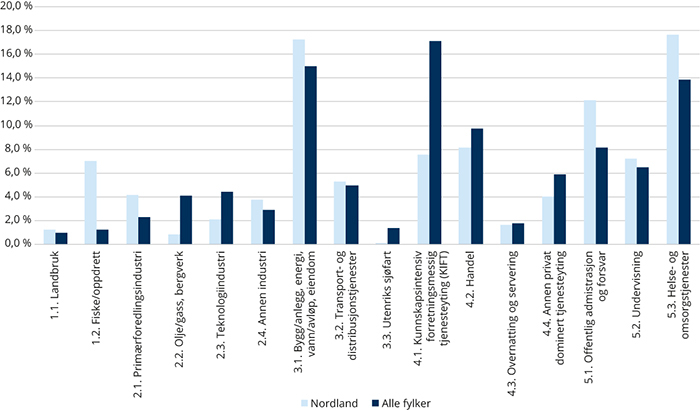 20,0 %
18,0 %
16,0 %
14,0 %
12,0 %
10,0 %
8,0 %
6,0 %
4,0 %
2,0 %
0,0 %
1.1. Landbruk
1.2. Fiske/oppdrett
2.1. Primærforedlingsindustri
2.2. Olje/gass, bergverk
2.3. Teknologiindustri
2.4. Annen industri
3.1. Bygg/anlegg, energi,
vann/avløp, eiendom
3.2. Transport- og
distribusjonstjenester
3.3. Utenriks sjøfart
4.1. Kunnskapsintensiv
forretningsmessig
tjenesteyting (KIFT)
4.2. Handel
4.3. Overnatting og servering
4.4. Annen privat
dominert tjenesteyting
5.1. Offentlig admistrasjon
og forsvar
5.2. Undervisning
5.3. Helse- og
omsorgstjenester
Nordland
Alle fylker